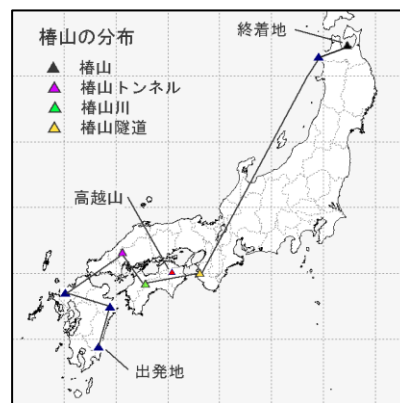 椿山の分布
終着地
椿山
椿山トンネル
椿山川
椿山隧道
高越山
出発地